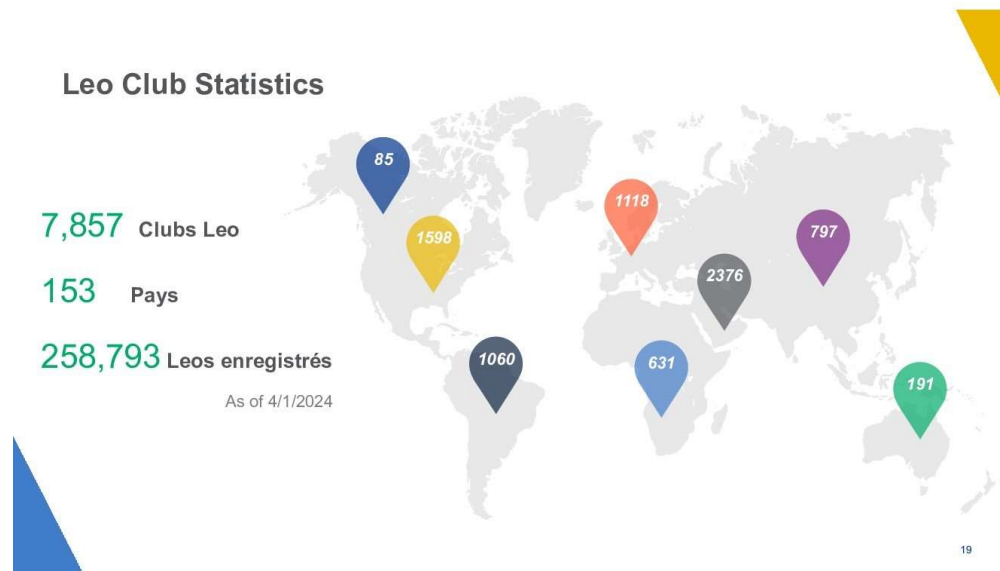 Leo Club Statistics
85
7,857 Clubs Leo
1598
1118
797
2376
153 Pays
258,793 Leos enregistrés
1060
631
191
As of 4/1/2024
19